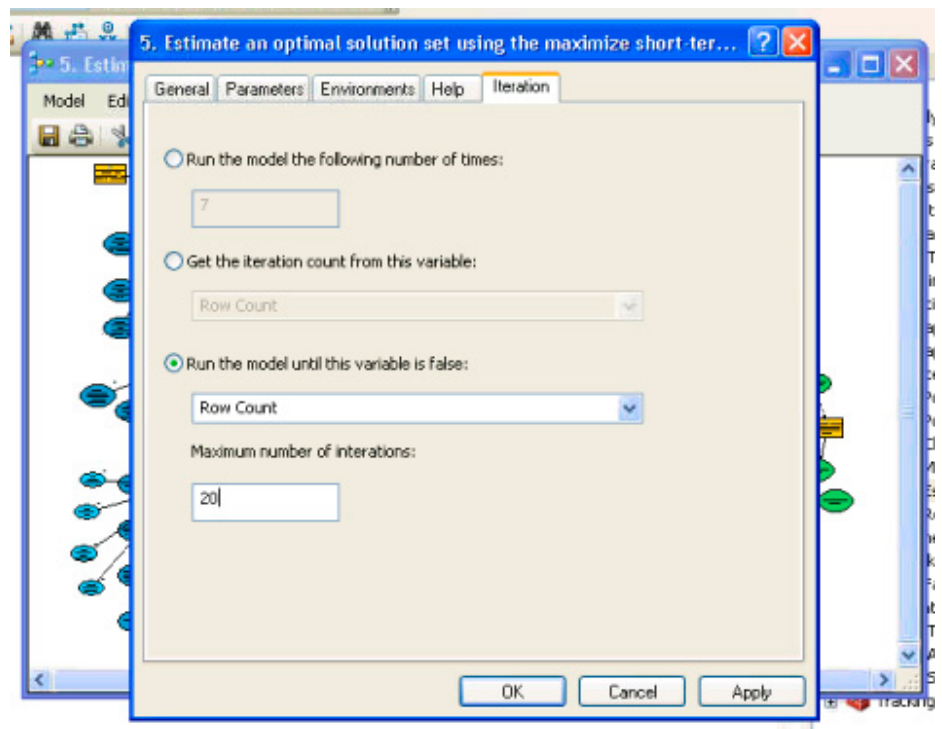 5. Estimate an optimal solution set using the maximize short-ter...
5. Estim
Model Edi
General Parameters Environments Help Iteration
Run the model the following number of times:
7
Get the iteration count from this variable:
Row Count
Run the model until this variable is false:
Row Count
Maximum number of interations:
20
OK Cancel Apply
Tracking